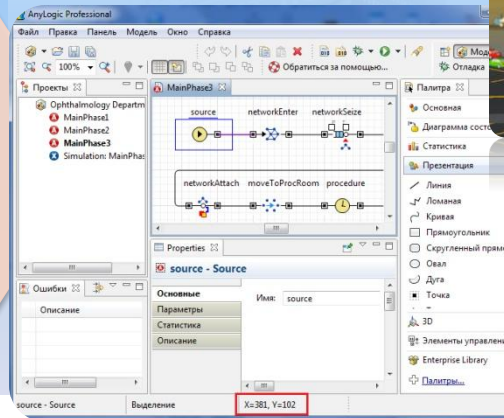 AnyLogic Professional
Файл Правка Панель Модель Окно Справка
100%
Обратиться за помощью...
Отладка
Проекты
Ophthalmology Departm
MainPhase1
MainPhase2
MainPhase3
Simulation: MainPhas
MainPhase3
source networkEnter networkSeize
networkAttach moveToProcRoom procedure
Properties
source - Source
Основные
Параметры
Статистика
Описание
Имя: source
Ошибки
Описание
Палитра
Основная
Диаграмма состо
Статистика
Презентация
Линия
Ломаная
Кривая
Прямоугольник
Скругленный прямо
Овал
Дуга
Точка
3D
Элементы управлени
Enterprise Library
Палитры...
source - Source Выделение X=381, Y=102